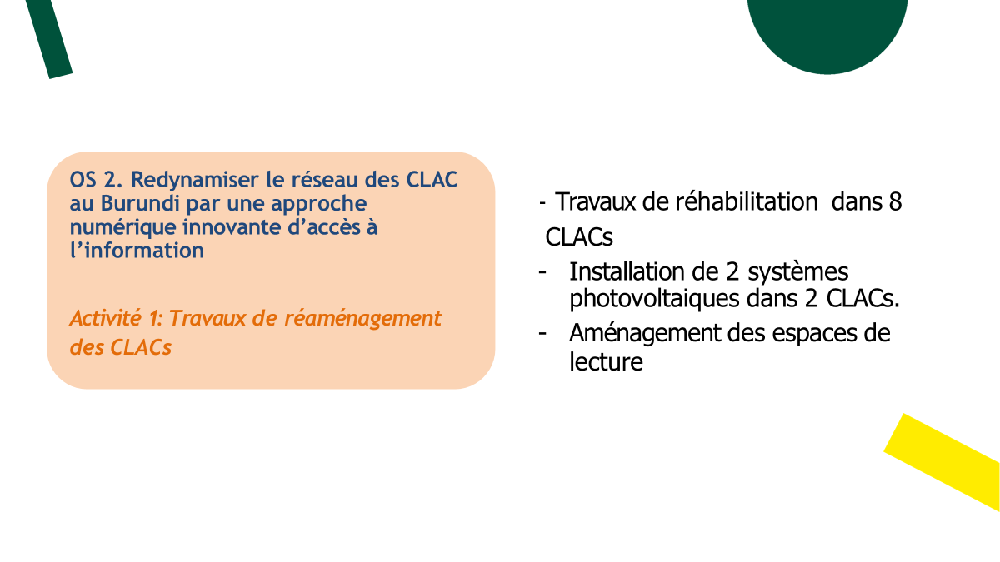 OS 2. Redynamiser le réseau des CLAC
au Burundi par une approche
numérique innovante d’accès à
l’information
Activité 1: Travaux de réaménagement
des CLACs
- Travaux de réhabilitation dans 8
CLACs
- Installation de 2 systèmes
photovoltaiques dans 2 CLACs.
- Aménagement des espaces de
lecture